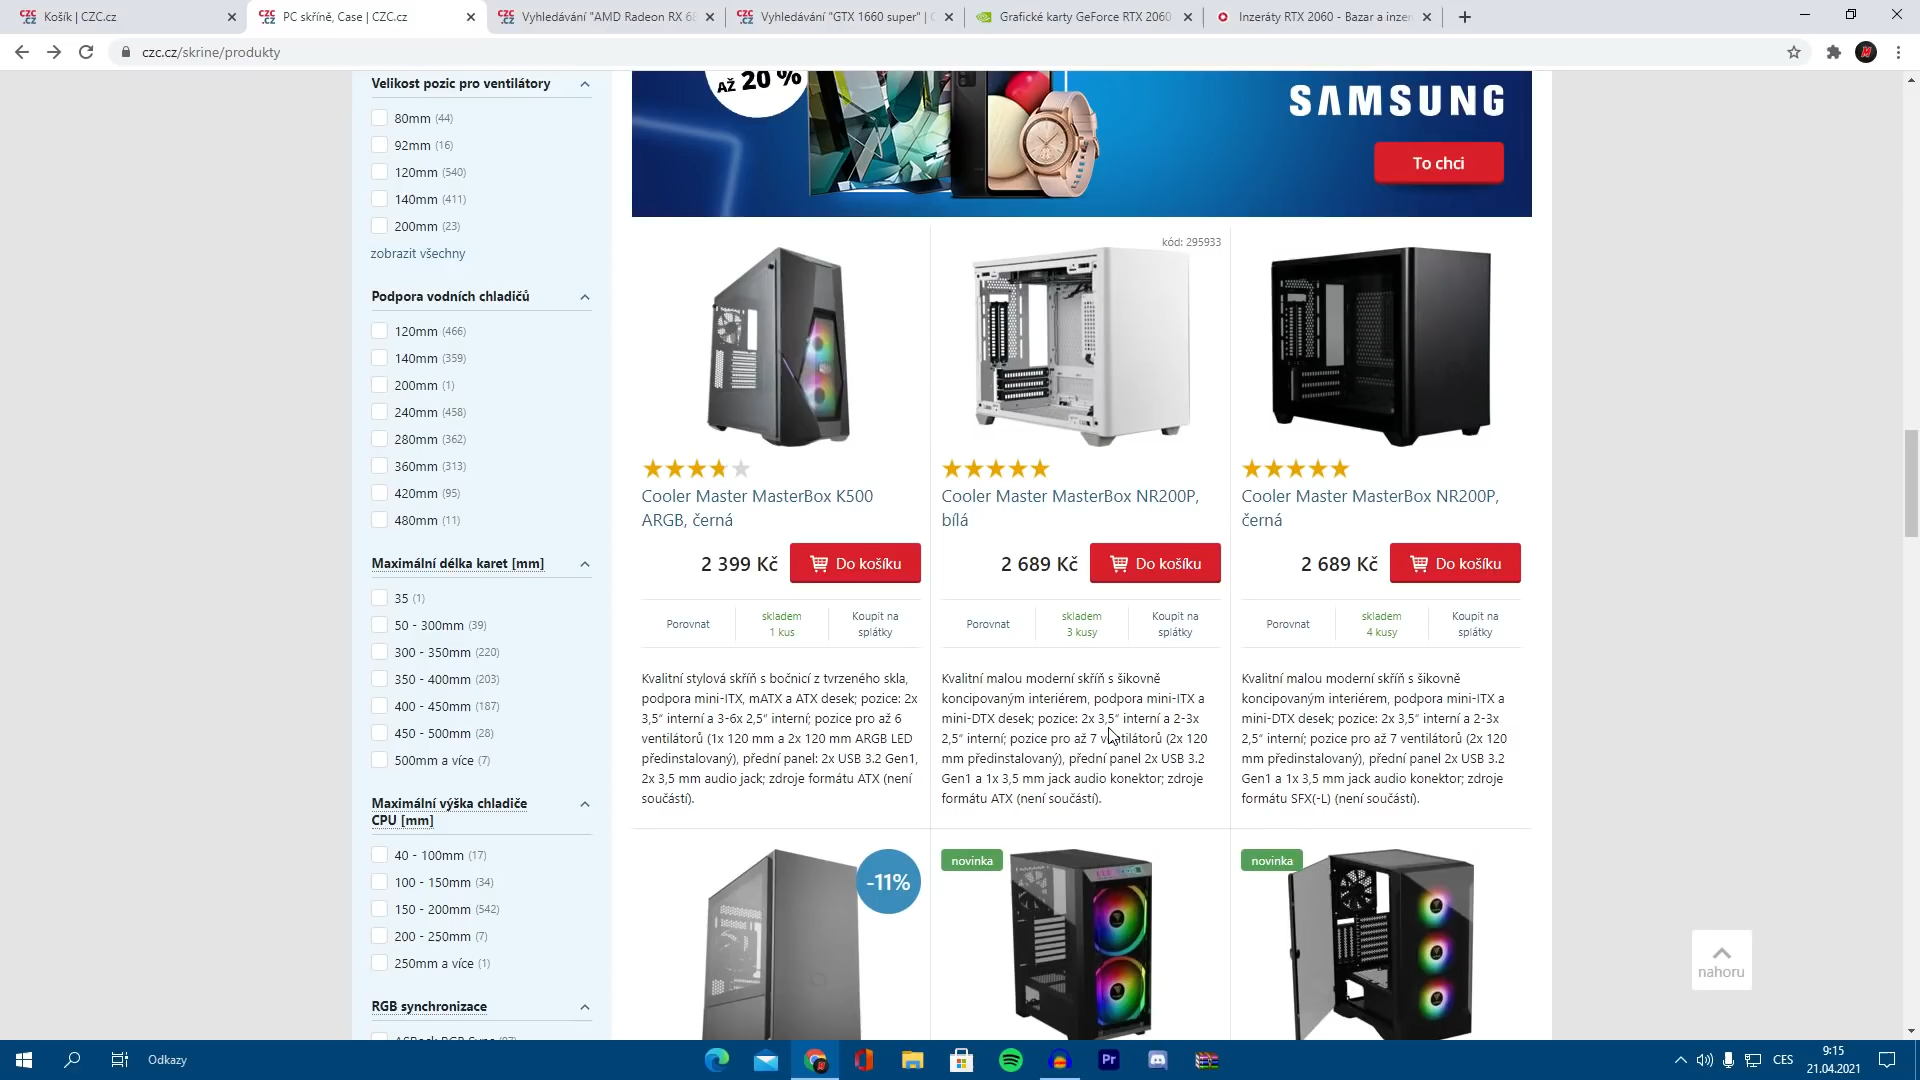 Košík | CZC.cz
PC skříně, Case | CZC.cz
Vyhledávání "AMD Radeon RX 68
Vyhledávání "GTX 1660 super" |
Grafické karty GeForce RTX 2060
Inzeráty RTX 2060 - Bazar a inzer
czc.cz/skrine/produkty
Velikost pozic pro ventilátory
80mm (44)
92mm (16)
120mm (540)
140mm (411)
200mm (23)
zobrazit všechny
Podpora vodních chladičů
120mm (466)
140mm (359)
200mm (1)
240mm (458)
280mm (362)
360mm (313)
420mm (95)
480mm (11)
Maximální délka karet [mm]
35 (1)
50 - 300mm (39)
300 - 350mm (220)
350 - 400mm (203)
400 - 450mm (187)
450 - 500mm (28)
500mm a více (7)
Maximální výška chladiče
CPU [mm]
40 - 100mm (17)
100 - 150mm (34)
150 - 200mm (542)
200 - 250mm (7)
250mm a více (1)
RGB synchronizace
AŽ 20 %
SAMSUNG
To chci
Cooler Master MasterBox K500
ARGB, černá
2 399 Kč
Do košíku
Porovnat
skladem
1 kus
Koupit na
splátky
Kvalitní stylová skříň s bočnicí z tvrzeného skla,
podpora mini-ITX, mATX a ATX desek; pozice: 2x
3,5“ interní a 3-6x 2,5“ interní; pozice pro až 6
ventilátorů (1x 120 mm a 2x 120 mm ARGB LED
předinstalovaný), přední panel: 2x USB 3.2 Gen1,
2x 3,5 mm audio jack; zdroje formátu ATX (není
součástí).
kód: 295933
Cooler Master MasterBox NR200P,
bílá
2 689 Kč
Do košíku
Porovnat
skladem
3 kusy
Koupit na
splátky
Kvalitní malou moderní skříň s šikovně
koncipovaným interiérem, podpora mini-ITX a
mini-DTX desek; pozice: 2x 3,5“ interní a 2-3x
2,5“ interní; pozice pro až 7 ventilátorů (2x 120
mm předinstalovaný), přední panel 2x USB 3.2
Gen1 a 1x 3,5 mm jack audio konektor; zdroje
formátu ATX (není součástí).
Cooler Master MasterBox NR200P,
černá
2 689 Kč
Do košíku
Porovnat
skladem
4 kusy
Koupit na
splátky
Kvalitní malou moderní skříň s šikovně
koncipovaným interiérem, podpora mini-ITX a
mini-DTX desek; pozice: 2x 3,5“ interní a 2-3x
2,5“ interní; pozice pro až 7 ventilátorů (2x 120
mm předinstalovaný), přední panel 2x USB 3.2
Gen1 a 1x 3,5 mm jack audio konektor; zdroje
formátu SFX(-L) (není součástí).
-11%
novinka
novinka
nahoru
Odkazy
CES
9:15
21.04.2021